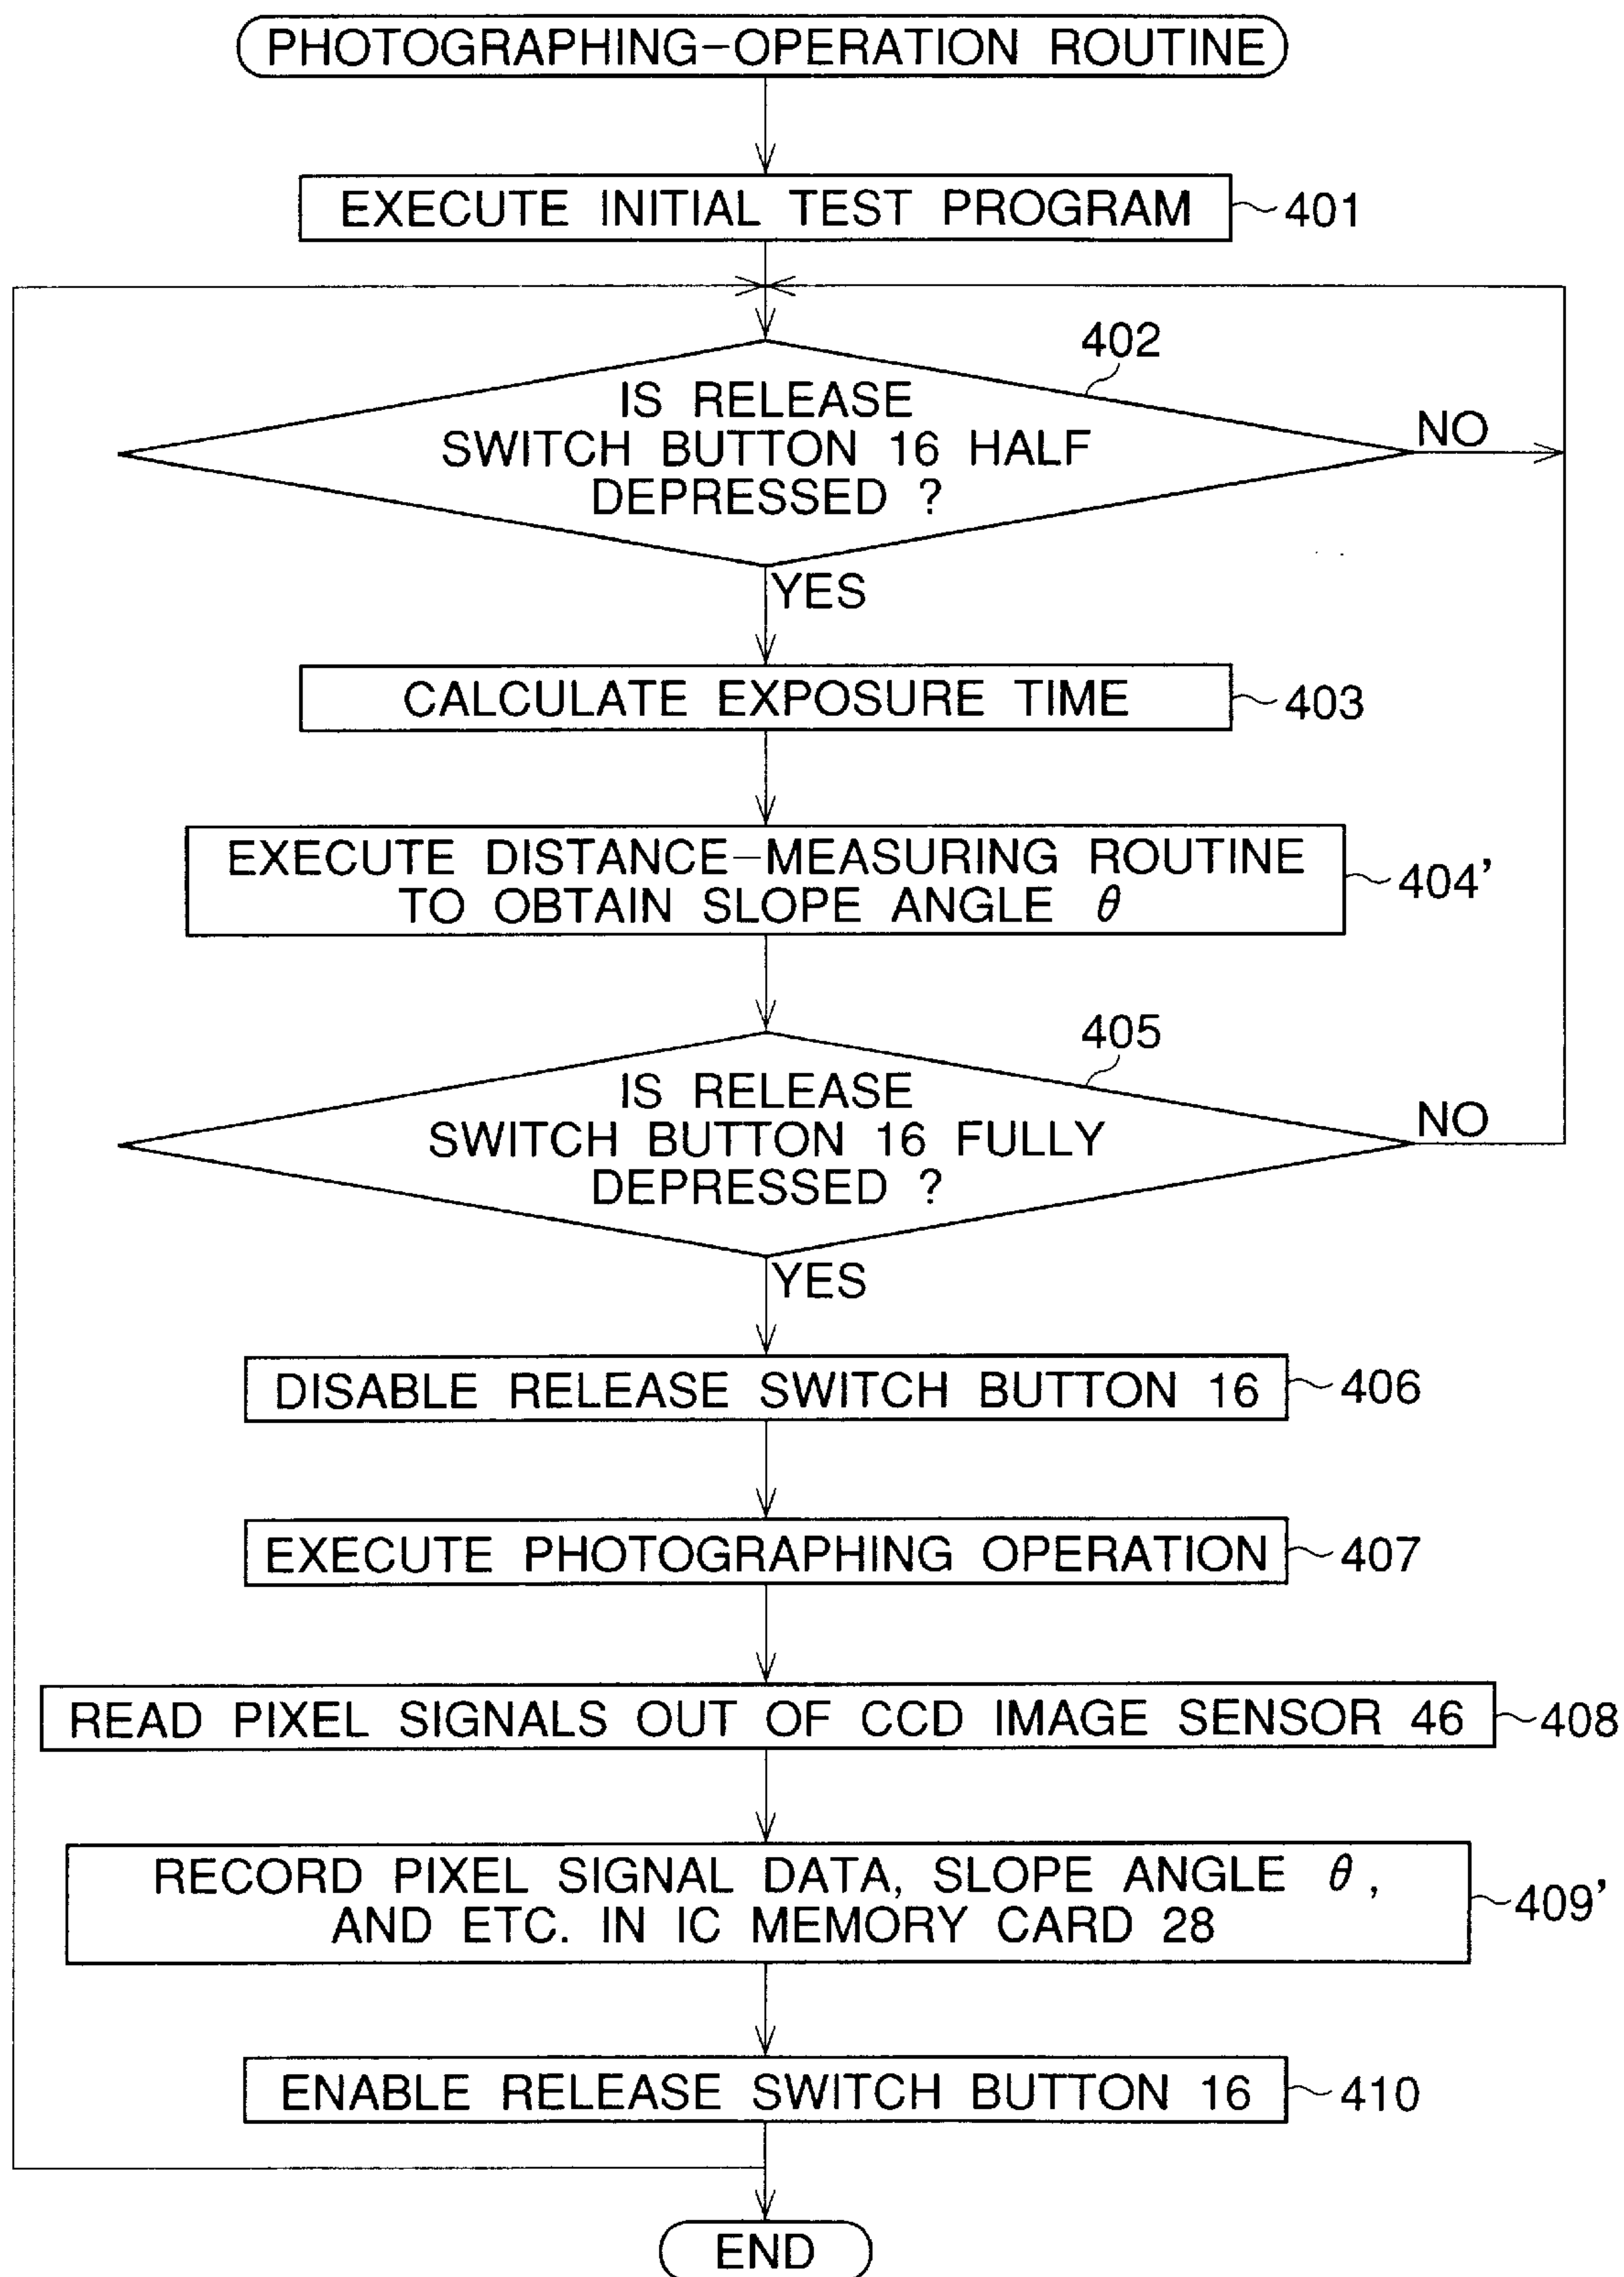 PHOTOGRAPHING-OPERATION ROUTINE
EXECUTE INITIAL TEST PROGRAM
401
402
IS RELEASE
SWITCH BUTTON 16 HALF
DEPRESSED ?
NO
YES
CALCULATE EXPOSURE TIME
403
EXECUTE DISTANCE-MEASURING ROUTINE
TO OBTAIN SLOPE ANGLE θ
404'
405
IS RELEASE
SWITCH BUTTON 16 FULLY
DEPRESSED ?
NO
YES
DISABLE RELEASE SWITCH BUTTON 16
406
EXECUTE PHOTOGRAPHING OPERATION
407
READ PIXEL SIGNALS OUT OF CCD IMAGE SENSOR 46
408
RECORD PIXEL SIGNAL DATA, SLOPE ANGLE θ,
AND ETC. IN IC MEMORY CARD 28
409'
ENABLE RELEASE SWITCH BUTTON 16
410
END